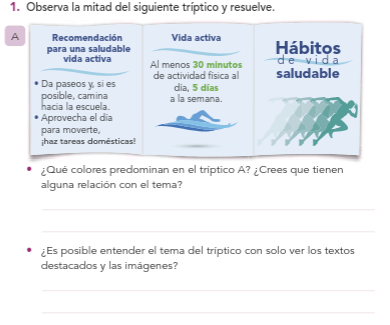 1. Observa la mitad del siguiente tríptico y resuelve.
A
Recomendación
para una saludable
vida activa
• Da paseos y, si es
posible, camina
hacia la escuela.
• Aprovecha el día
para moverte,
¡haz tareas domésticas!
Vida activa
Al menos 30 minutos
de actividad física al
día, 5 días
a la semana.
Hábitos
de vida
saludable
• ¿Qué colores predominan en el tríptico A? ¿Crees que tienen
alguna relación con el tema?
• ¿Es posible entender el tema del tríptico con solo ver los textos
destacados y las imágenes?